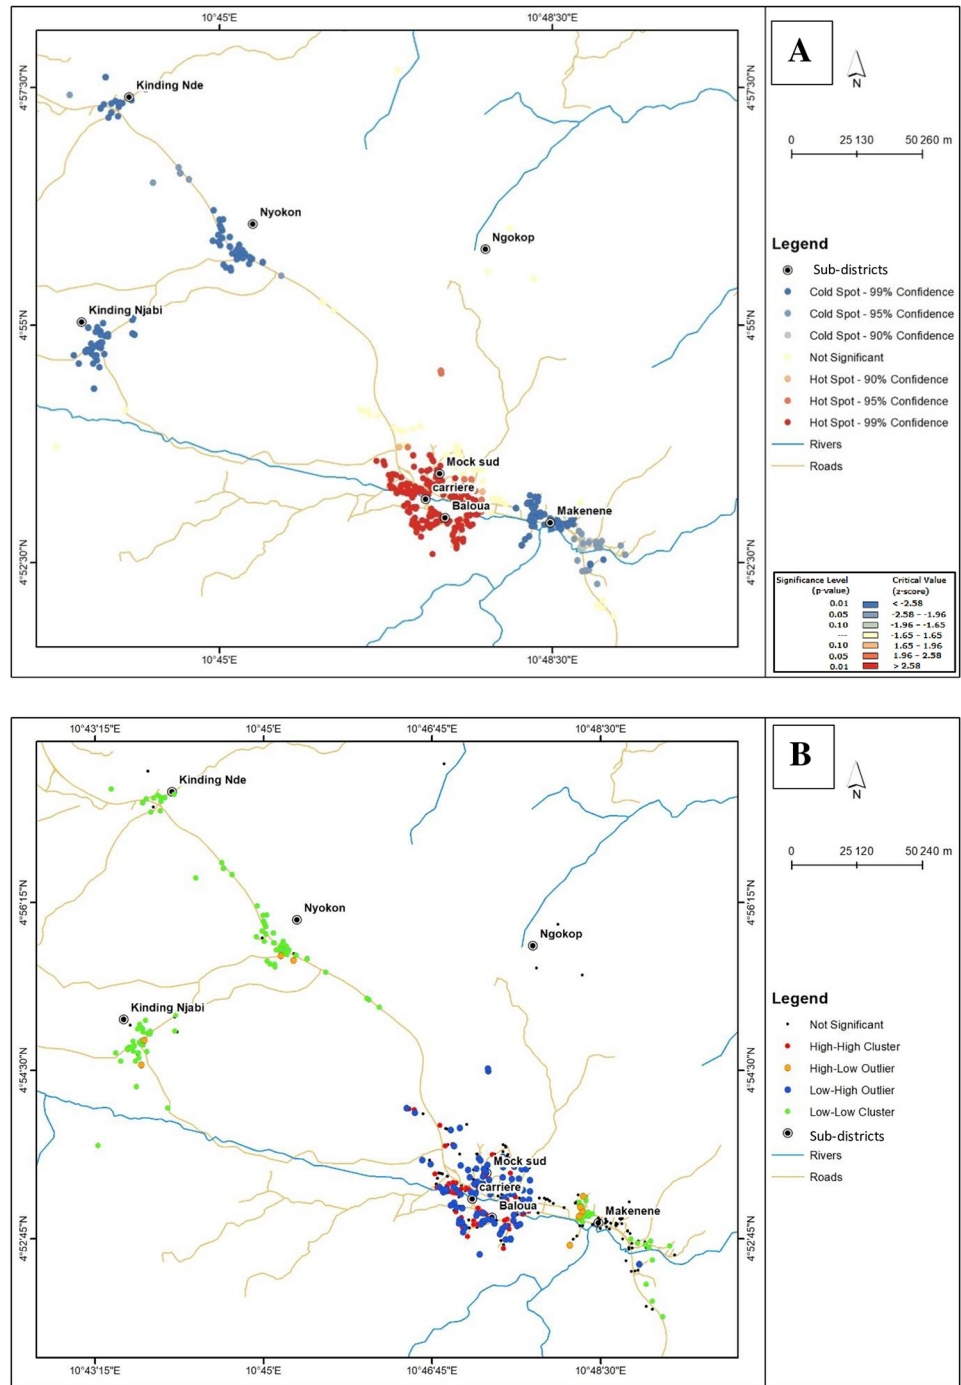 10°45'E
10°48'30"E
A
N
0 25 130 50 260 m
4°57'30"N
4°57'30"N
Kinding Nde
Nyokon
Ngokop
Kinding Njabi
4°55'N
4°55'N
Mock sud
carriere
Baloua
Makenene
4°52'30"N
4°52'30"N
10°45'E
10°48'30"E
Legend
Sub-districts
Cold Spot - 99% Confidence
Cold Spot - 95% Confidence
Cold Spot - 90% Confidence
Not Significant
Hot Spot - 90% Confidence
Hot Spot - 95% Confidence
Hot Spot - 99% Confidence
Rivers
Roads
Significance Level Critical Value
(p-value) (z-score)
0.01 < -2.58
0.05 -2.58 - -1.96
0.10 -1.96 - -1.65
--- -1.65 - 1.65
0.10 1.65 - 1.96
0.05 1.96 - 2.58
0.01 > 2.58
10°43'15"E
10°45'E
10°46'45"E
10°48'30"E
B
N
0 25 120 50 240 m
Kinding Nde
4°56'15"N
4°56'15"N
Nyokon
Ngokop
Kinding Njabi
4°54'30"N
4°54'30"N
Mock sud
carriere
Baloua
Makenene
4°52'45"N
4°52'45"N
10°43'15"E
10°45'E
10°46'45"E
10°48'30"E
Legend
Not Significant
High-High Cluster
High-Low Outlier
Low-High Outlier
Low-Low Cluster
Sub-districts
Rivers
Roads